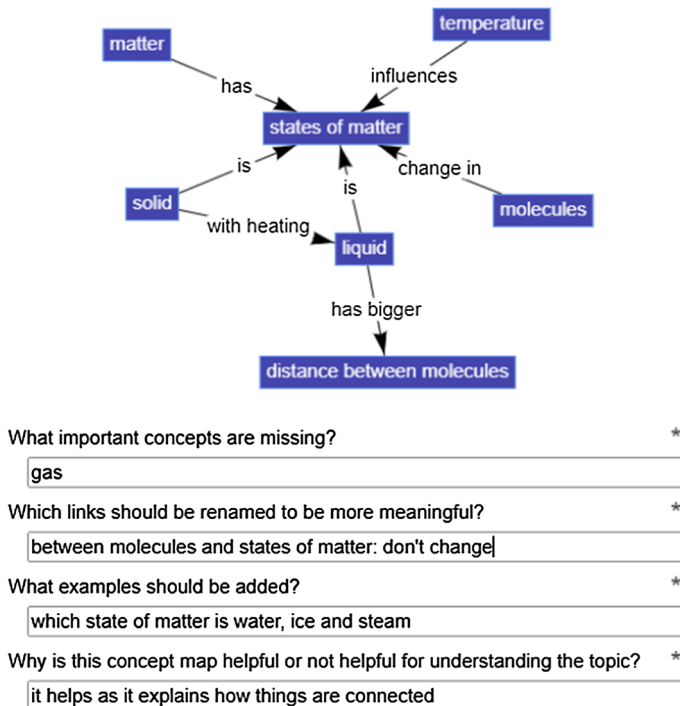 temperature
matter
influences
has
states of matter
is
change in
is
solid
molecules
with heating
liquid
has bigger
distance between molecules
What important concepts are missing? *
gas
Which links should be renamed to be more meaningful? *
between molecules and states of matter: don't change
What examples should be added? *
which state of matter is water, ice and steam
Why is this concept map helpful or not helpful for understanding the topic? *
it helps as it explains how things are connected